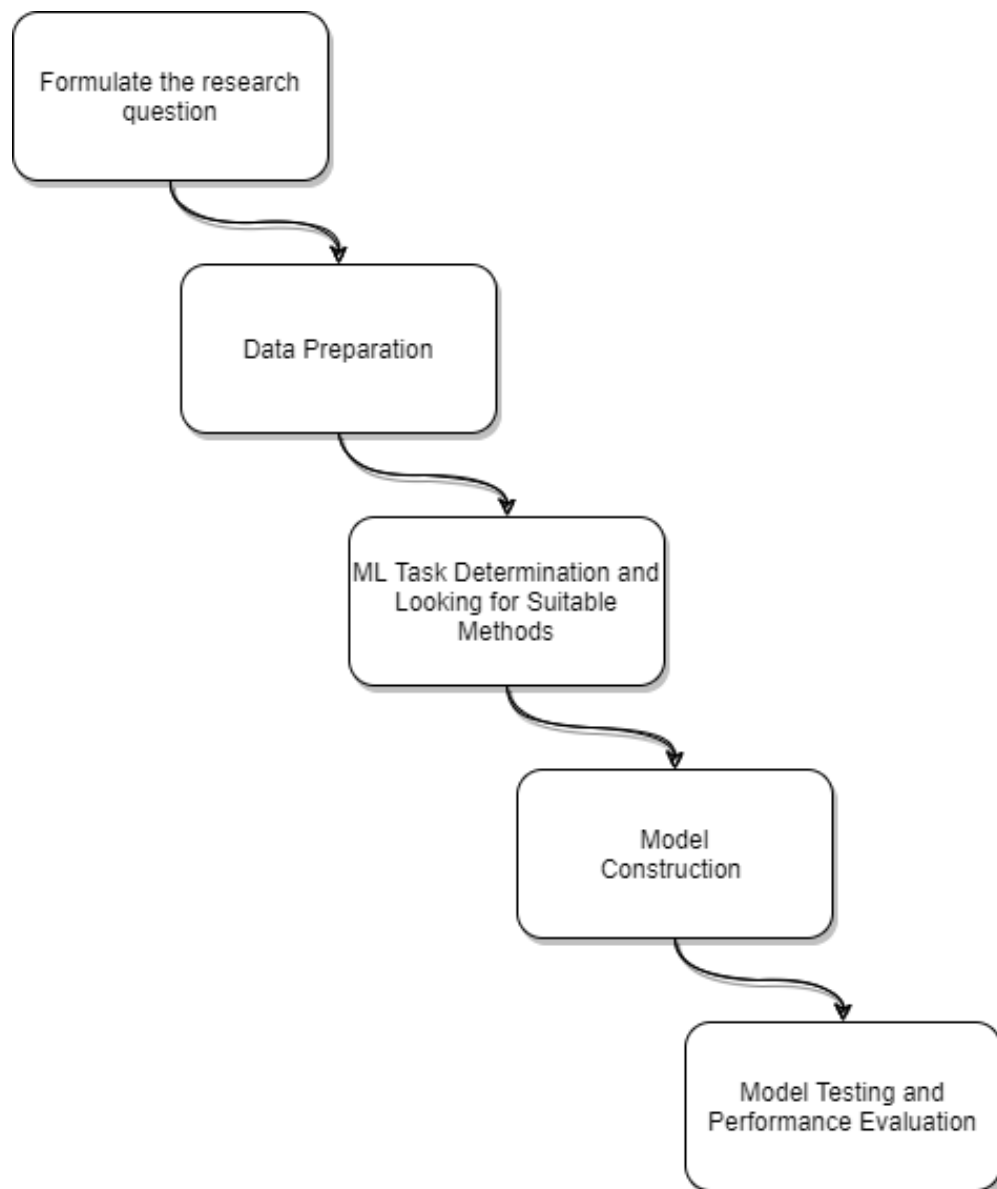 Formulate the research
question
Data Preparation
ML Task Determination and
Looking for Suitable
Methods
Model
Construction
Model Testing and
Performance Evaluation